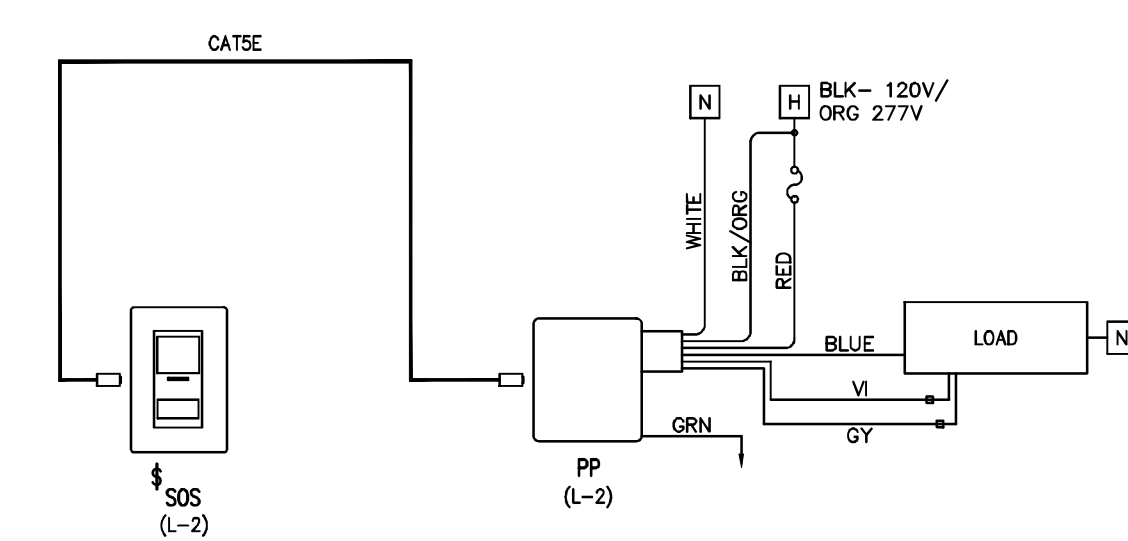 CAT5E
N
H
BLK- 120V/
ORG 277V
WHITE
BLK/ORG
RED
BLUE
LOAD
N
VI
GY
GRN
PP
(L-2)
$
SOS
(L-2)